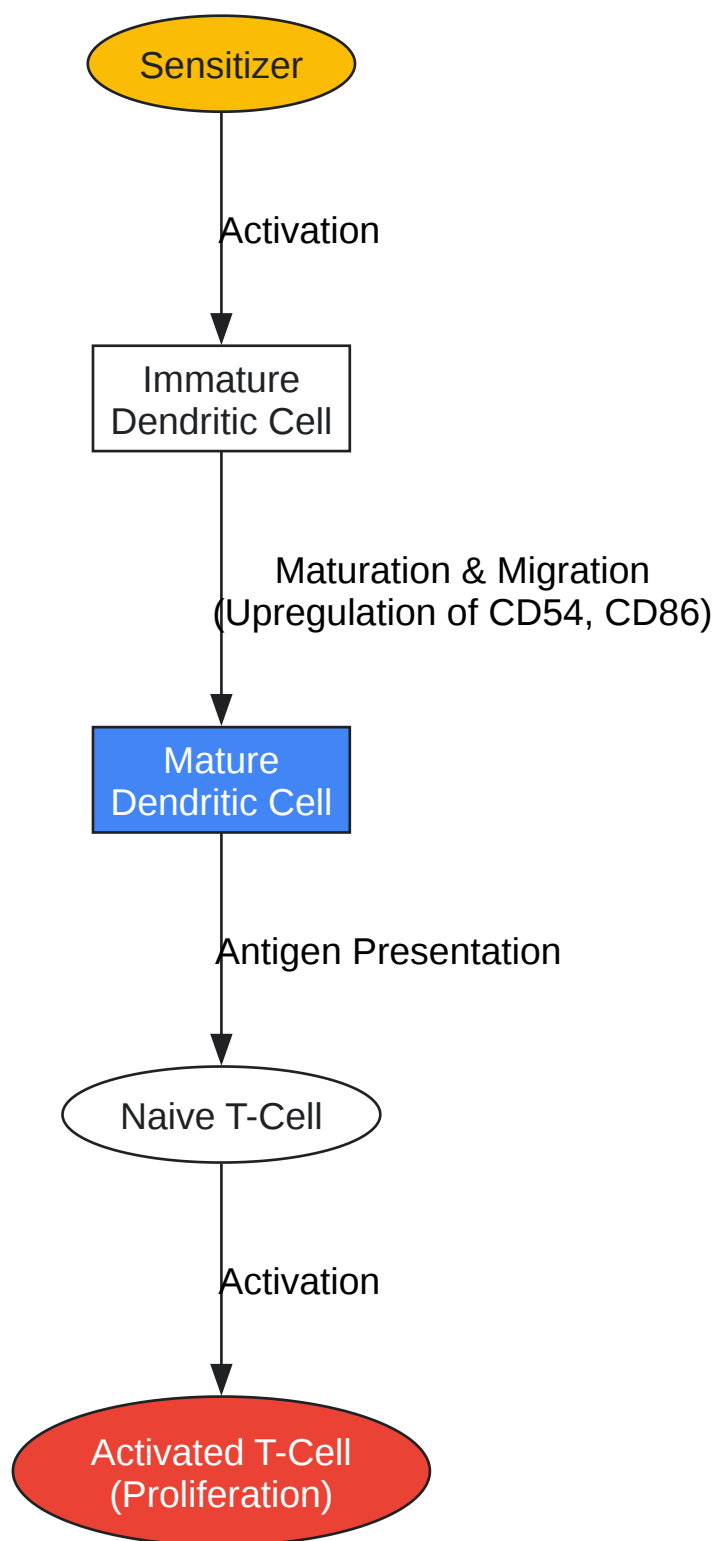 Sensitizer
Activation
Immature
Dendritic Cell
Maturation & Migration
(Upregulation of CD54, CD86)
Mature
Dendritic Cell
Antigen Presentation
Naive T-Cell
Activation
Activated T-Cell
(Proliferation)